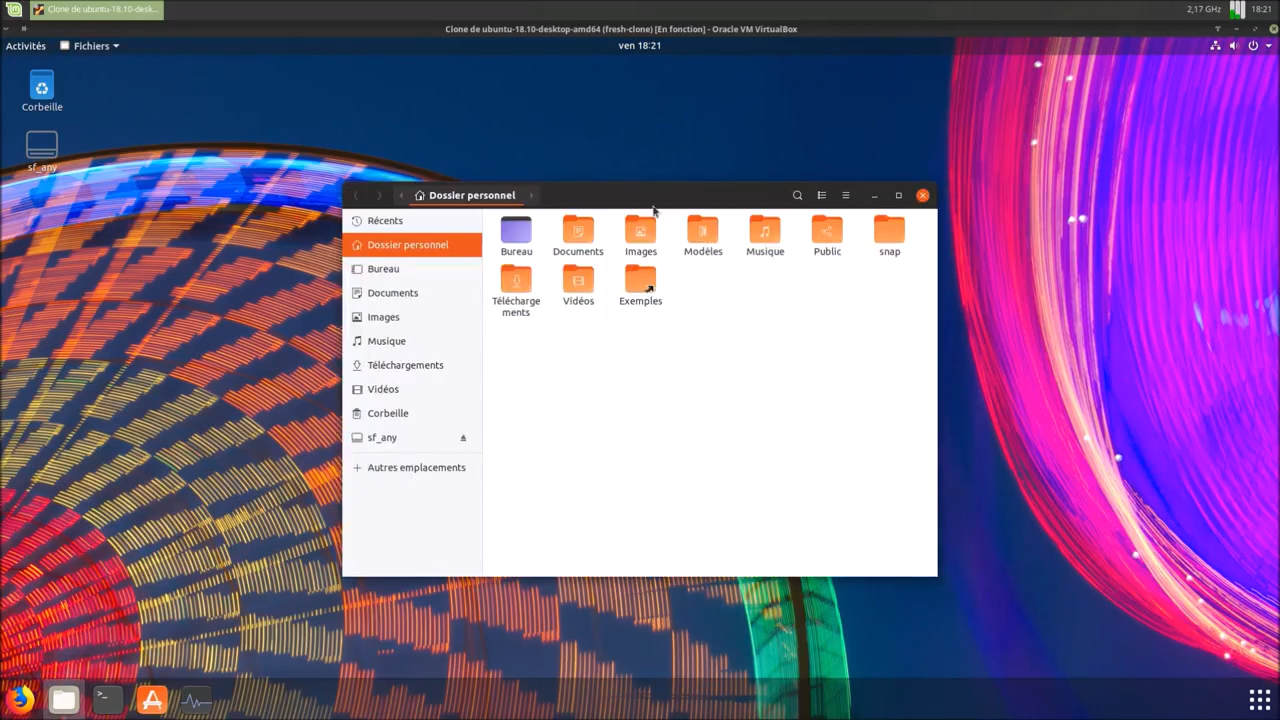 Clone de ubuntu-18.10-desk...
2,17 GHz
18:21
Clone de ubuntu-18.10-desktop-amd64 (fresh-clone) [En fonction] - Oracle VM VirtualBox
Activités
Fichiers
ven 18:21
Corbeille
sf_any
Dossier personnel
Récents
Dossier personnel
Bureau
Documents
Images
Musique
Téléchargements
Vidéos
Corbeille
sf_any
Autres emplacements
Bureau
Documents
Images
Modèles
Musique
Public
snap
Télécharge
ments
Vidéos
Exemples